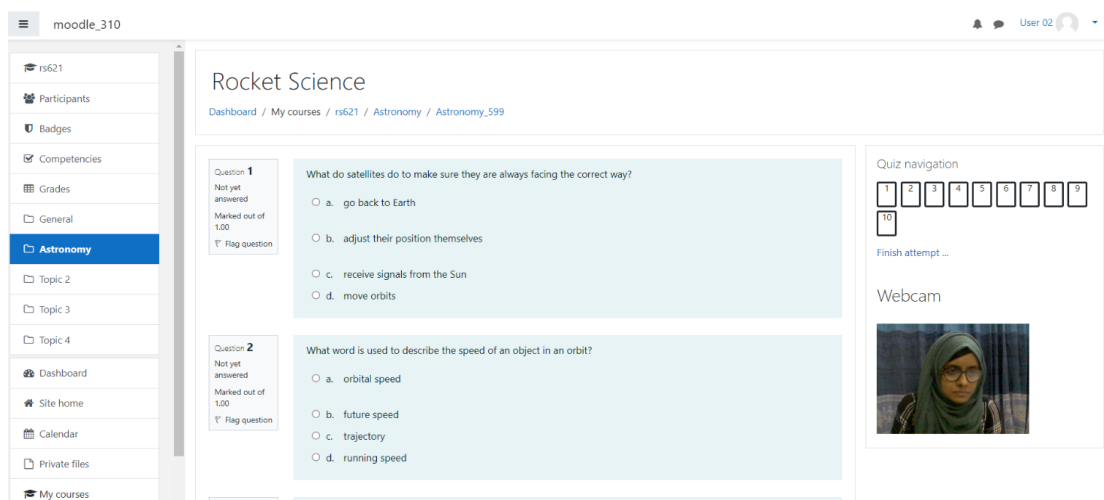 moodle_310
User 02
rs621
Participants
Badges
Competencies
Grades
General
Astronomy
Topic 2
Topic 3
Topic 4
Dashboard
Site home
Calendar
Private files
My courses
Rocket Science
Dashboard / My courses / rs621 / Astronomy / Astronomy_599
Question 1
Not yet
answered
Marked out of
1.00
Flag question
What do satellites do to make sure they are always facing the correct way?
a. go back to Earth
b. adjust their position themselves
c. receive signals from the Sun
d. move orbits
Question 2
Not yet
answered
Marked out of
1.00
Flag question
What word is used to describe the speed of an object in an orbit?
a. orbital speed
b. future speed
c. trajectory
d. running speed
Quiz navigation
1 2 3 4 5 6 7 8 9
10
Finish attempt ...
Webcam